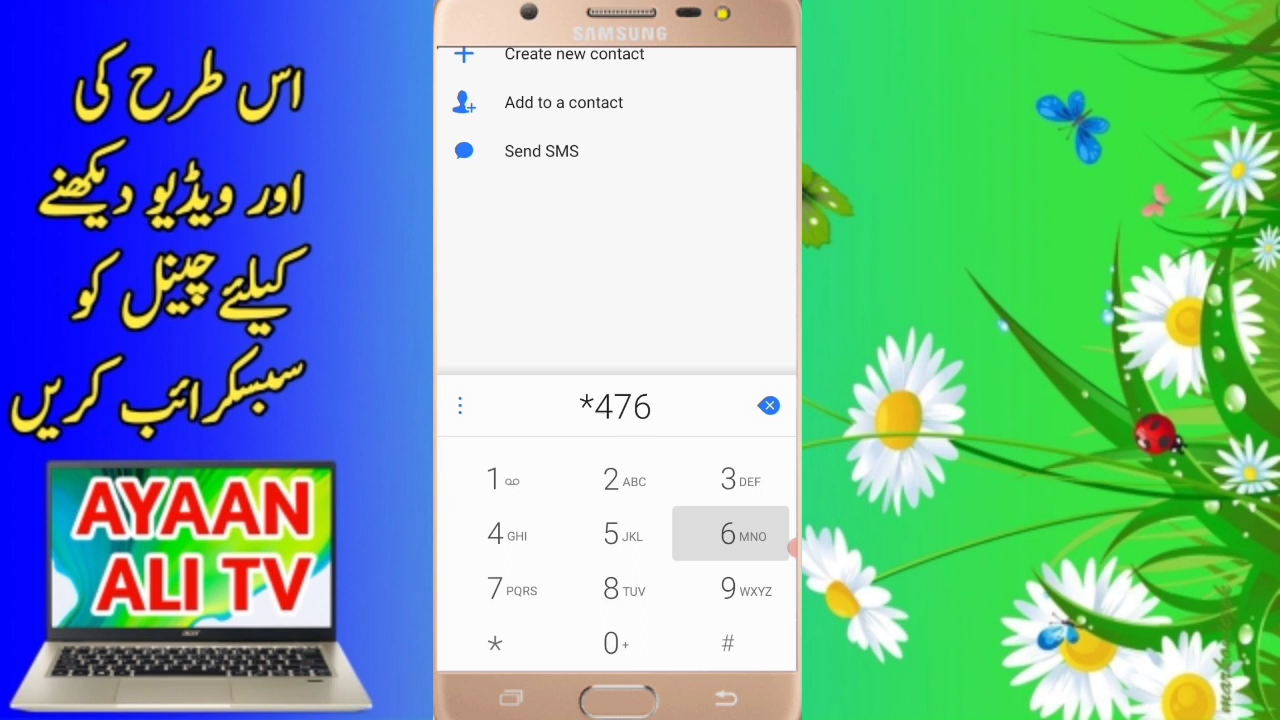 اس طرح کی
اور ویڈیو دیکھنے
کیلئے چینل کو
سبسکرائب کریں
AYAAN
ALI TV
acer
SAMSUNG
Create new contact
Add to a contact
Send SMS
*476
1
2 ABC
3 DEF
4 GHI
5 JKL
6 MNO
7 PQRS
8 TUV
9 WXYZ
*
0 +
#